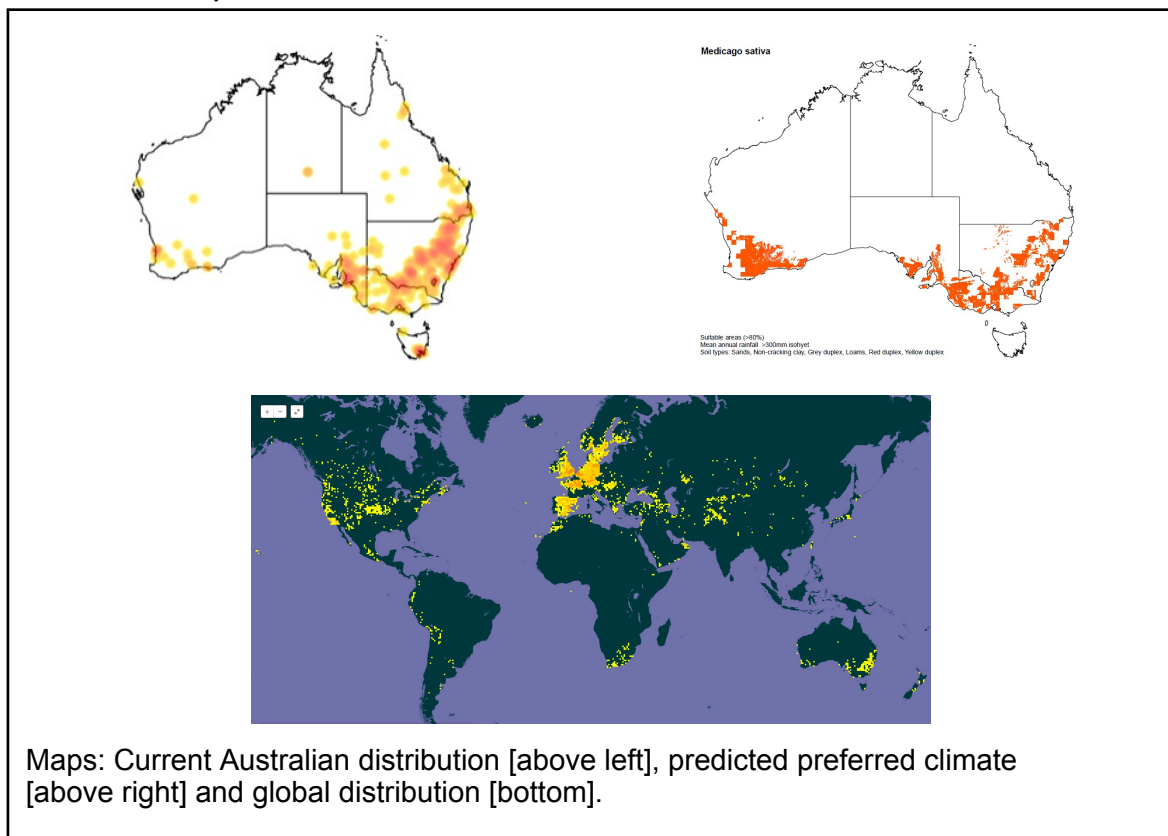 Medicago sativa
Suitable areas (>80%)
Mean annual rainfall >300mm isohyet
Soil types: Sands, Non-cracking clay, Grey duplex, Loams, Red duplex, Yellow duplex
Maps: Current Australian distribution [above left], predicted preferred climate
[above right] and global distribution [bottom].